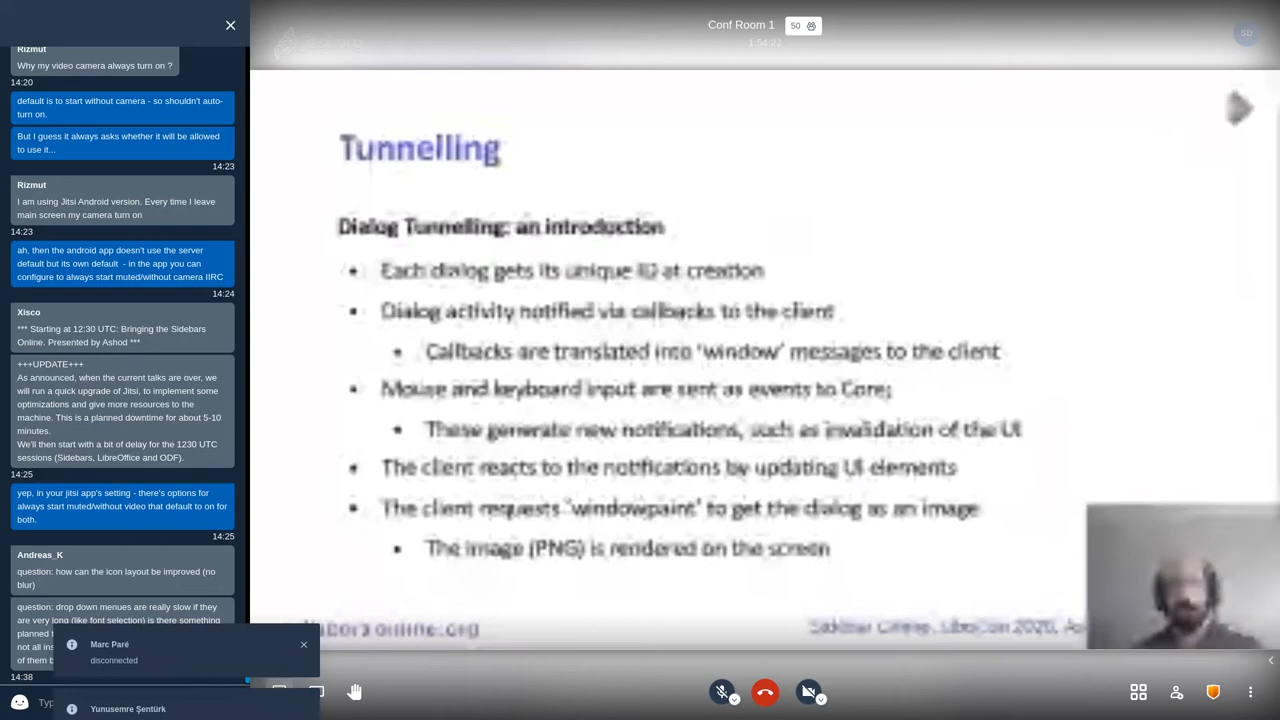 Rizmut
Why my video camera always turn on ?
14:20
default is to start without camera - so shouldn't auto-
turn on.
But I guess it always asks whether it will be allowed
to use it...
14:23
Rizmut
I am using Jitsi Android version. Every time I leave
main screen my camera turn on
14:23
ah, then the android app doesn't use the server
default but its own default - in the app you can
configure to always start muted/without camera IIRC
14:24
Xisco
*** Starting at 12:30 UTC: Bringing the Sidebars
Online. Presented by Ashod ***
+++UPDATE+++
As announced, when the current talks are over, we
will run a quick upgrade of Jitsi, to implement some
optimizations and give more resources to the
machine. This is a planned downtime for about 5-10
minutes.
We'll then start with a bit of delay for the 1230 UTC
sessions (Sidebars, LibreOffice and ODF).
14:25
yep, in your jitsi app's setting - there's options for
always start muted/without video that default to on for
both.
14:25
Andreas_K
question: how can the icon layout be improved (no
blur)
question: drop down menues are really slow if they
are very long (like font selection) is there something
planned
not all ins
of them b
14:38
Typ
Marc Paré
disconnected
Yunusemre Şentürk
Conf Room 1
50
1:54:22
SD
Tunnelling
Dialog Tunnelling: an introduction
• Each dialog gets its unique ID at creation
• Dialog activity notified via callbacks to the client
• Callbacks are translated into 'window' messages to the client
• Mouse and keyboard input are sent as events to Core;
• These generate new notifications, such as invalidation of the UI
• The client reacts to the notifications by updating UI elements
• The client requests 'windowpaint' to get the dialog as an image
• The image (PNG) is rendered on the screen
online.org
2020,